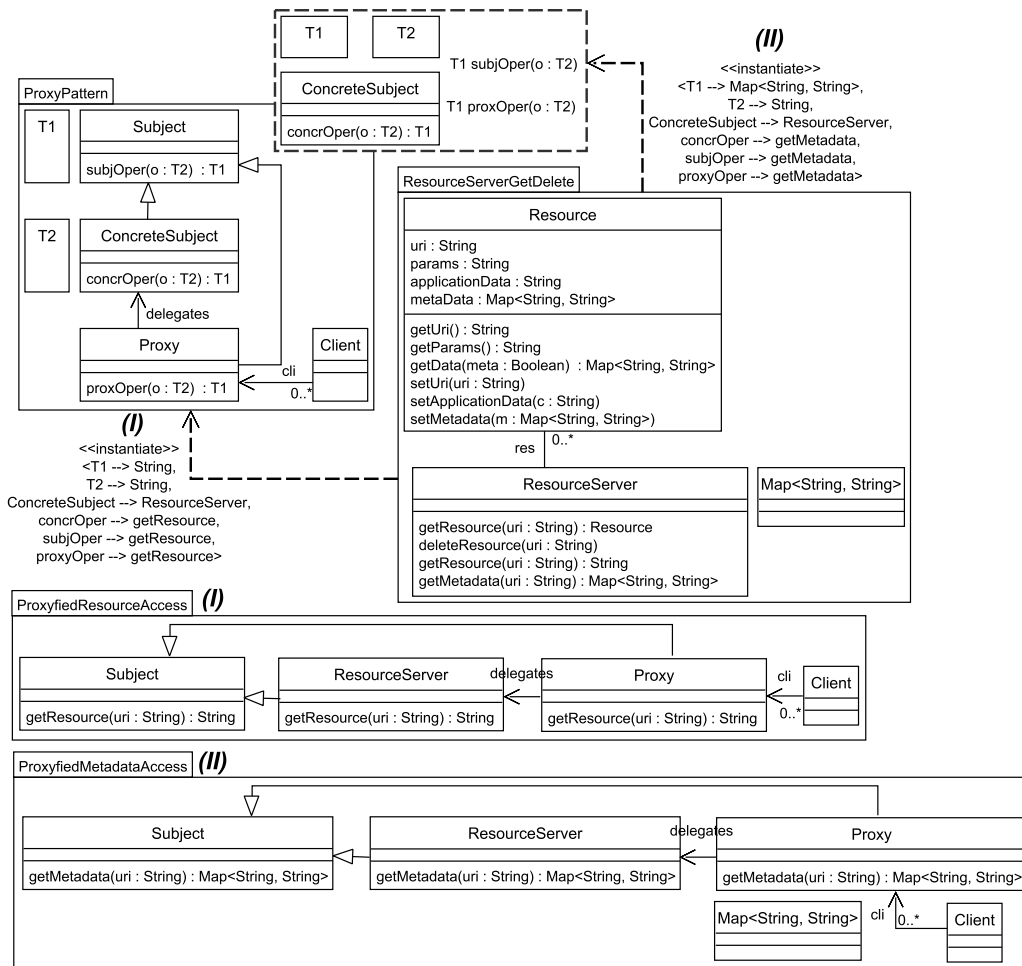 T1
T2
T1 subjOper(o : T2)
ConcreteSubject
T1 proxOper(o : T2)
concrOper(o : T2) : T1
(II)
<<instantiate>>
<T1 --> Map<String, String>,
T2 --> String,
ConcreteSubject --> ResourceServer,
concrOper --> getMetadata,
subjOper --> getMetadata,
proxyOper --> getMetadata>
ProxyPattern
T1
Subject
subjOper(o : T2) : T1
T2
ConcreteSubject
concrOper(o : T2) : T1
delegates
Proxy
proxOper(o : T2) : T1
cli
0..*
Client
(I)
<<instantiate>>
<T1 --> String,
T2 --> String,
ConcreteSubject --> ResourceServer,
concrOper --> getResource,
subjOper --> getResource,
proxyOper --> getResource>
ResourceServerGetDelete
Resource
uri : String
params : String
applicationData : String
metaData : Map<String, String>
getUri() : String
getParams() : String
getData(meta : Boolean) : Map<String, String>
setUri(uri : String)
setApplicationData(c : String)
setMetadata(m : Map<String, String>)
res
0..*
ResourceServer
getResource(uri : String) : Resource
deleteResource(uri : String)
getResource(uri : String) : String
getMetadata(uri : String) : Map<String, String>
Map<String, String>
ProxyfiedResourceAccess
(I)
Subject
getResource(uri : String) : String
ResourceServer
getResource(uri : String) : String
delegates
Proxy
getResource(uri : String) : String
cli
0..*
Client
ProxyfiedMetadataAccess
(II)
Subject
getMetadata(uri : String) : Map<String, String>
ResourceServer
getMetadata(uri : String) : Map<String, String>
delegates
Proxy
getMetadata(uri : String) : Map<String, String>
Map<String, String>
cli
0..*
Client